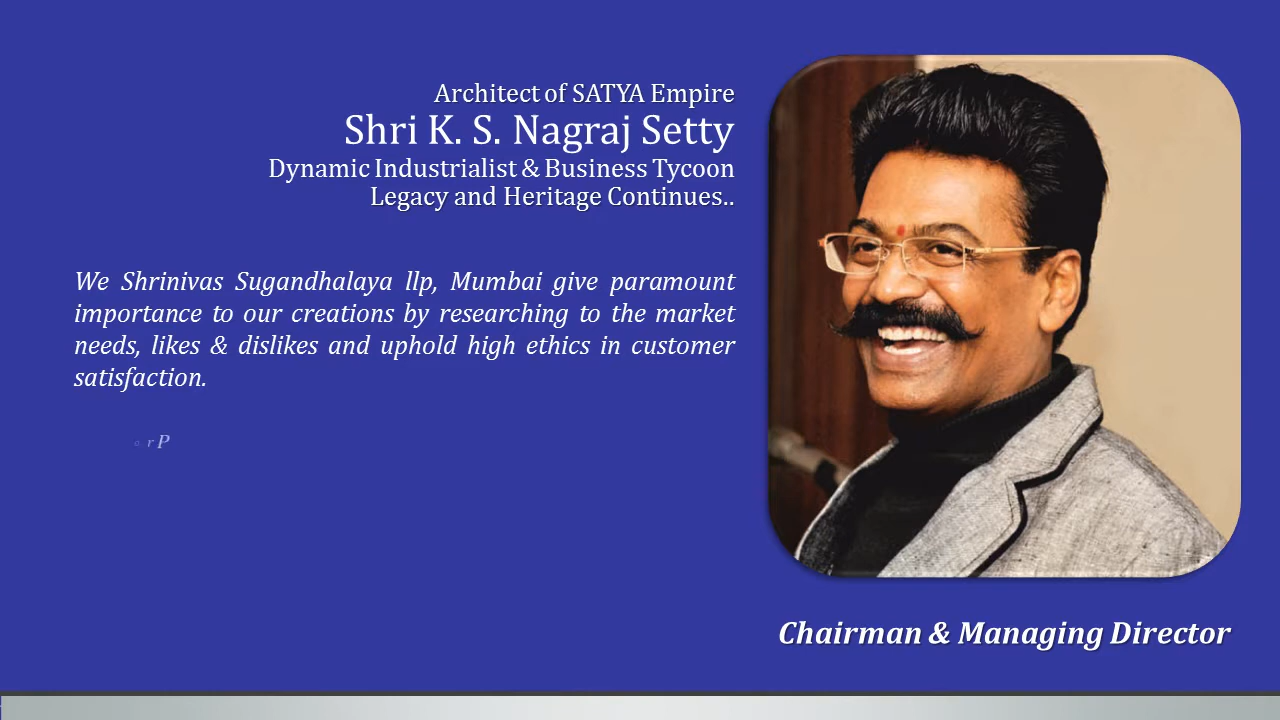 Architect of SATYA Empire
Shri K. S. Nagraj Setty
Dynamic Industrialist & Business Tycoon
Legacy and Heritage Continues..
We Shrinivas Sugandhalaya llp, Mumbai give paramount
importance to our creations by researching to the market
needs, likes & dislikes and uphold high ethics in customer
satisfaction.
r P
Chairman & Managing Director